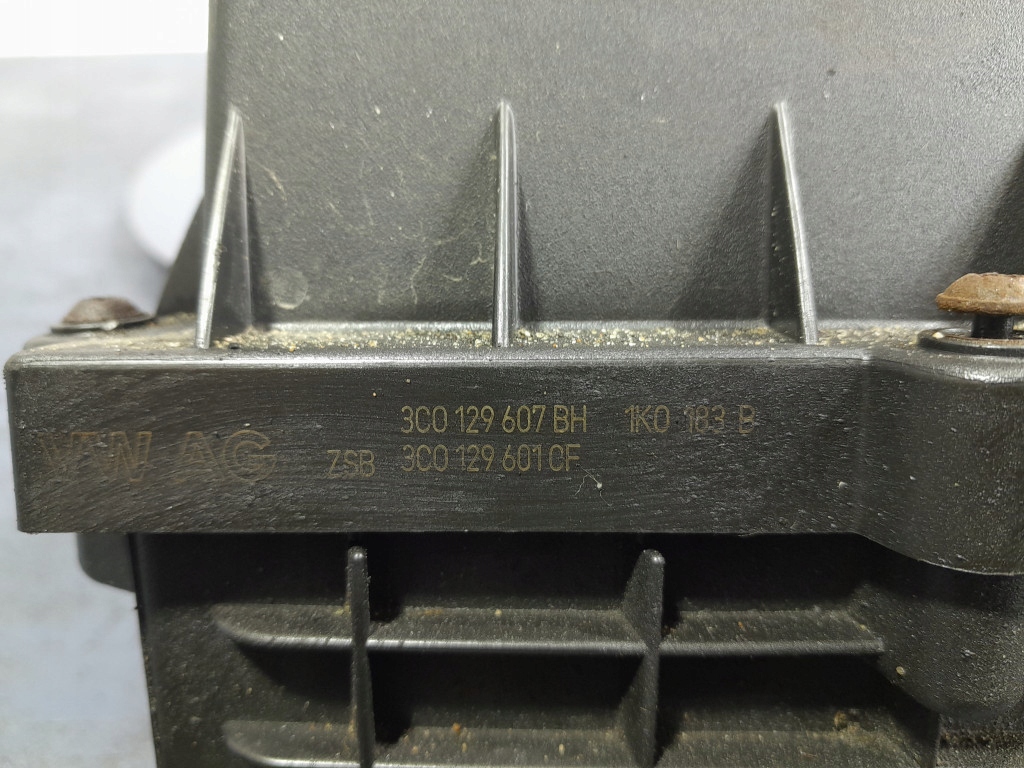 3C0 129 607 BH 1K0 183 B
VW AG ZSB 3C0 129 601 CF